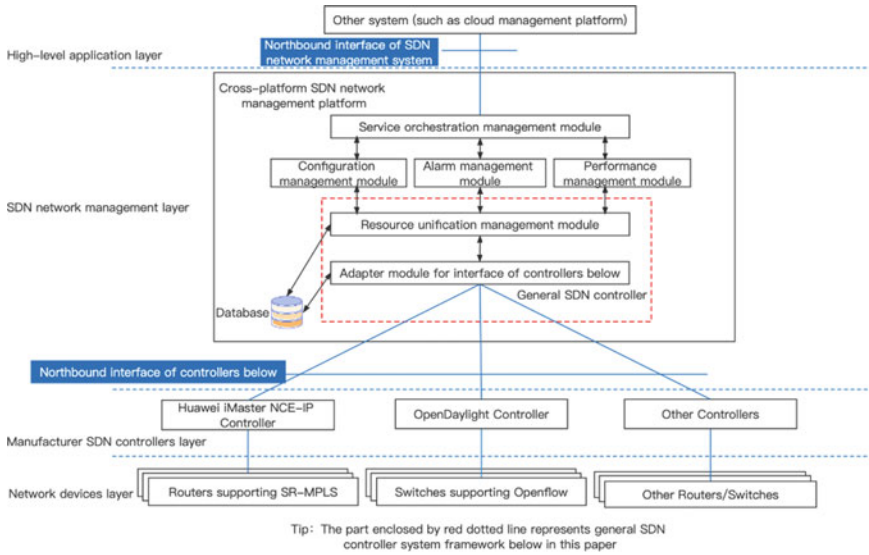 Other system (such as cloud management platform)
Northbound interface of SDN
network management system
High-level application layer
Cross-platform SDN network
management platform
Service orchestration management module
Configuration
management module
Alarm management
module
Performance
management module
SDN network management layer
Resource unification management module
Adapter module for interface of controllers below
General SDN controller
Database
Northbound interface of controllers below
Huawei iMaster NCE-IP
Controller
OpenDaylight Controller
Other Controllers
Manufacturer SDN controllers layer
Network devices layer
Routers supporting SR-MPLS
Switches supporting Openflow
Other Routers/Switches
Tip: The part enclosed by red dotted line represents general SDN
controller system framework below in this paper